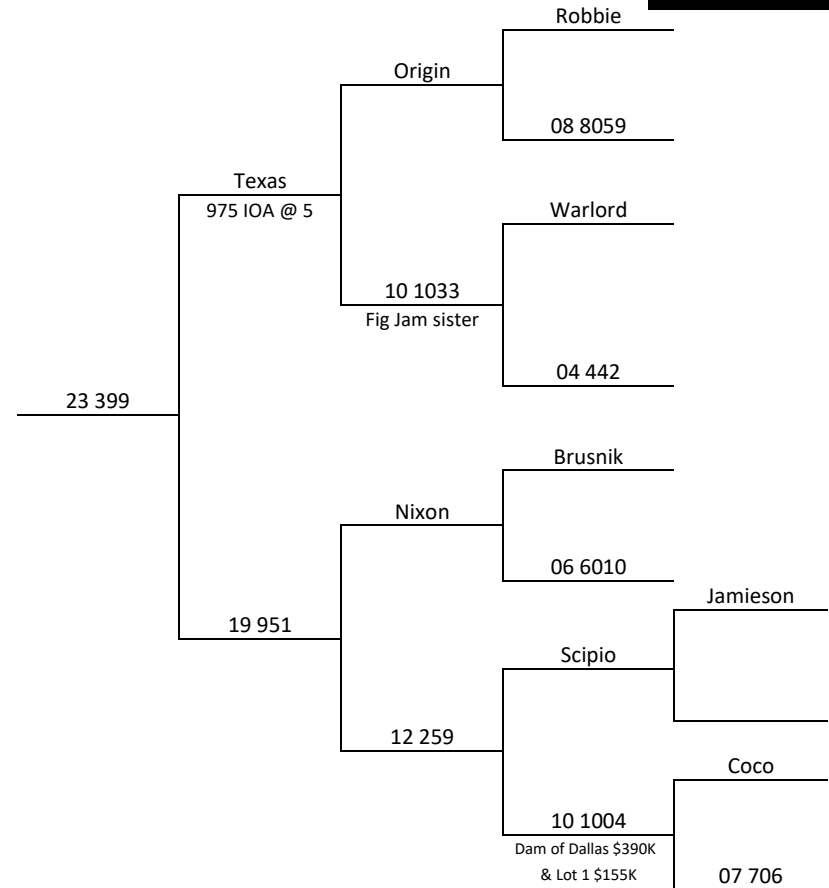 Robbie
Origin
08 8059
Texas
975 IOA @ 5
Warlord
10 1033
Fig Jam sister
04 442
23 399
Brusnik
Nixon
06 6010
Jamieson
19 951
Scipio
12 259
Coco
10 1004
Dam of Dallas $390K
& Lot 1 $155K
07 706